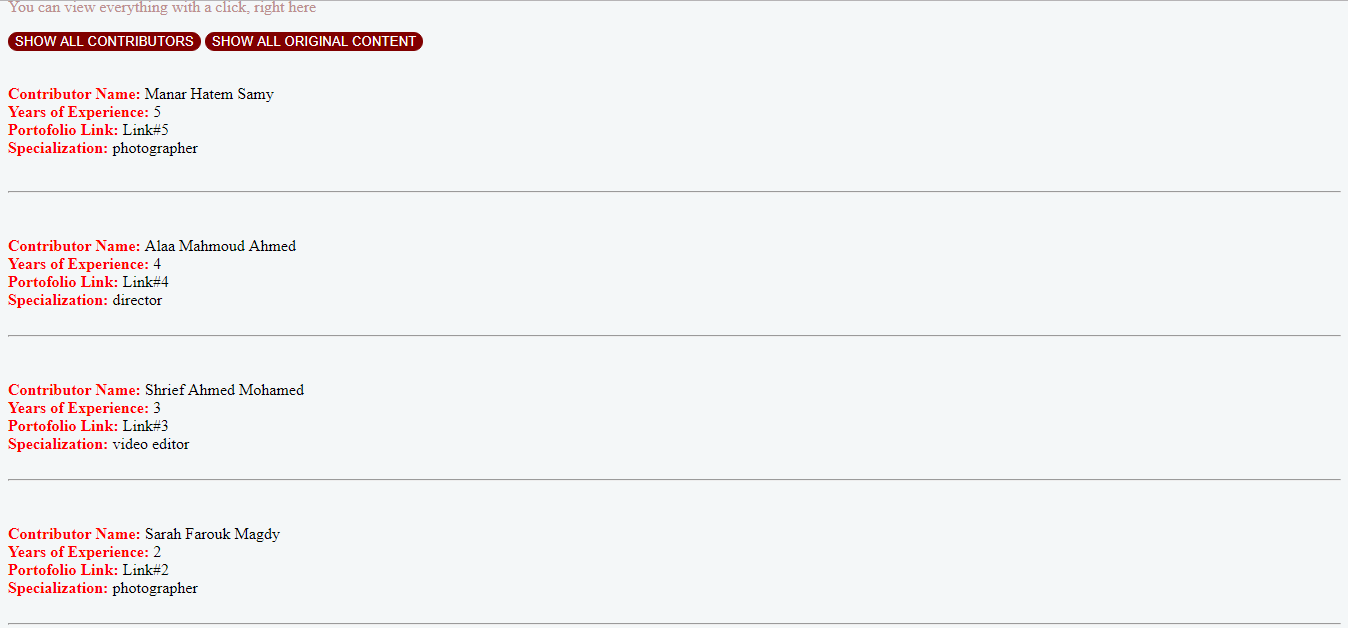 You can view everything with a click, right here
SHOW ALL CONTRIBUTORS SHOW ALL ORIGINAL CONTENT
Contributor Name: Manar Hatem Samy
Years of Experience: 5
Portofolio Link: Link#5
Specialization: photographer
Contributor Name: Alaa Mahmoud Ahmed
Years of Experience: 4
Portofolio Link: Link#4
Specialization: director
Contributor Name: Shrief Ahmed Mohamed
Years of Experience: 3
Portofolio Link: Link#3
Specialization: video editor
Contributor Name: Sarah Farouk Magdy
Years of Experience: 2
Portofolio Link: Link#2
Specialization: photographer